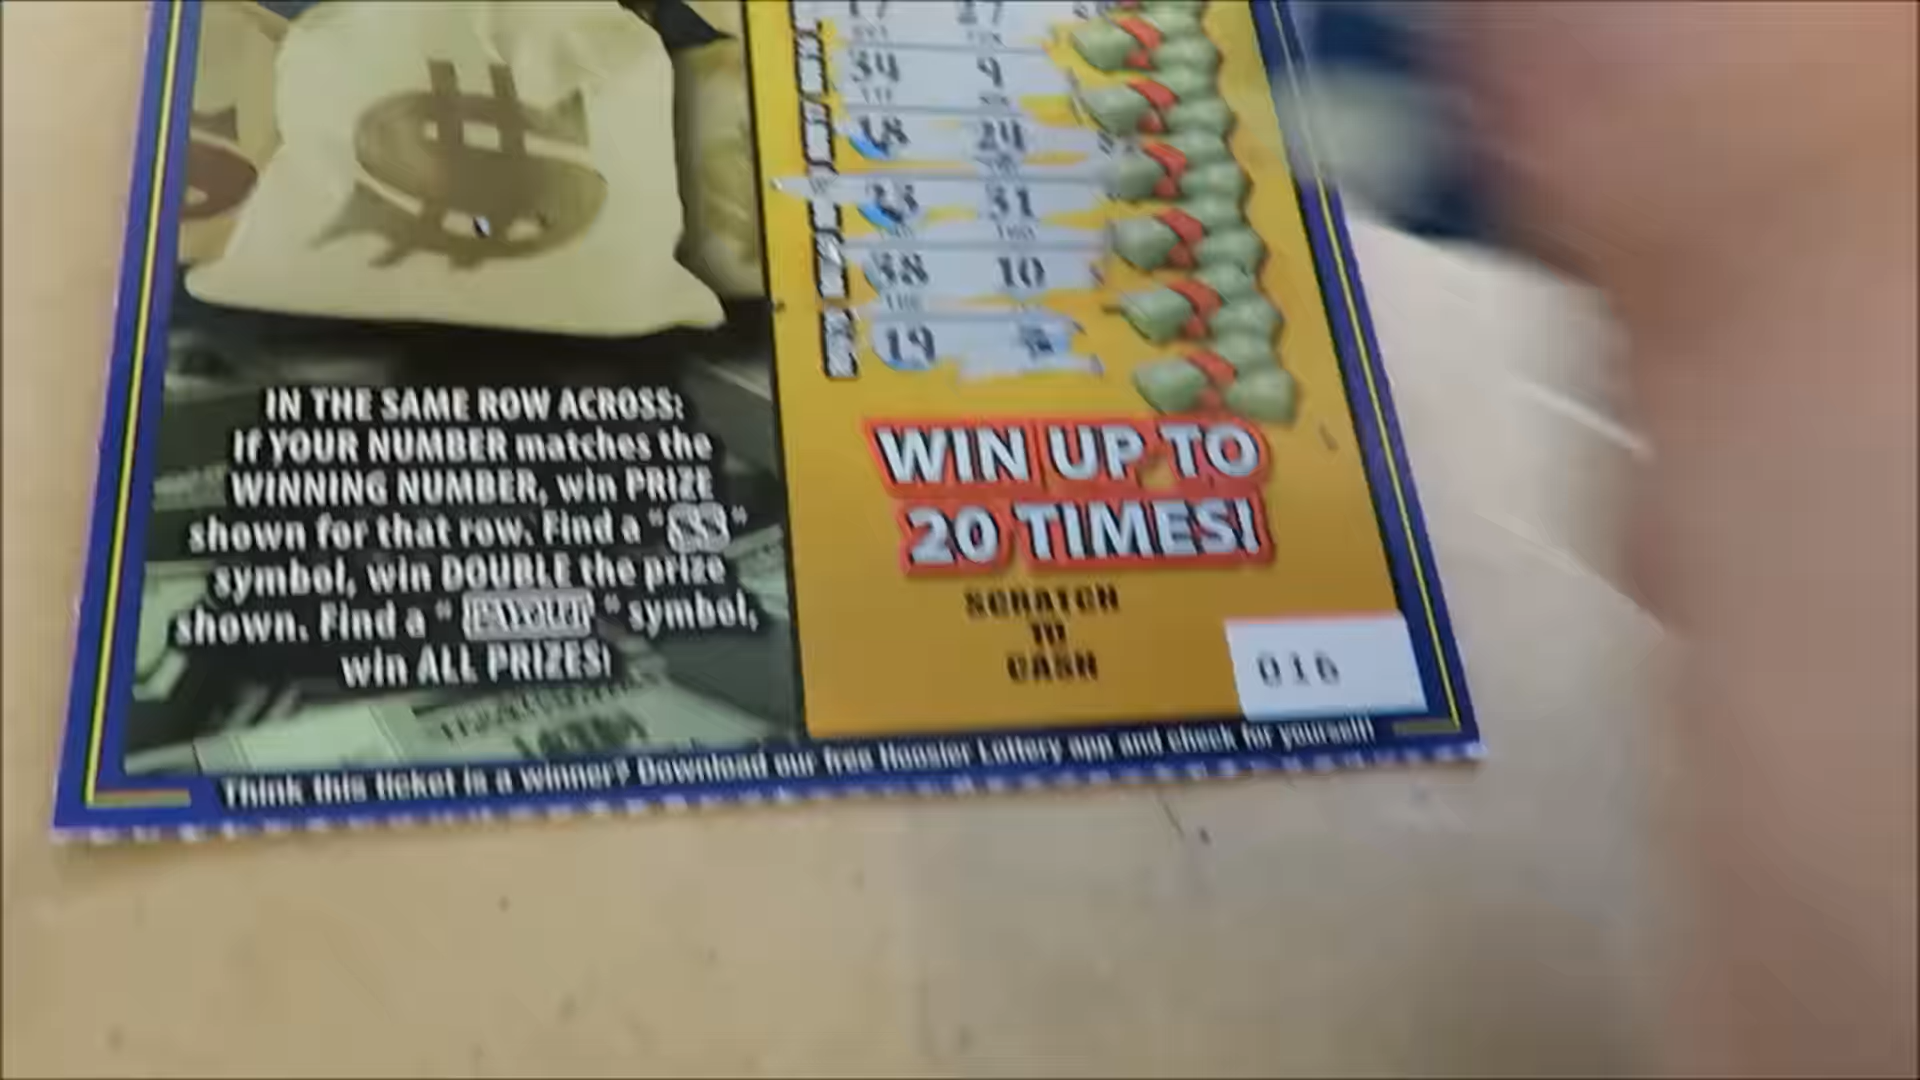 17 27
34 9
18 24
23 31
38 10
19
IN THE SAME ROW ACROSS:
If YOUR NUMBER matches the
WINNING NUMBER, win PRIZE
shown for that row. Find a "$$$"
symbol, win DOUBLE the prize
shown. Find a " " symbol,
win ALL PRIZES!
WIN UP TO
20 TIMES!
SCRATCH
TO
CASH
016
Think this ticket is a winner? Download our free Hoosier Lottery app and check for yourself!